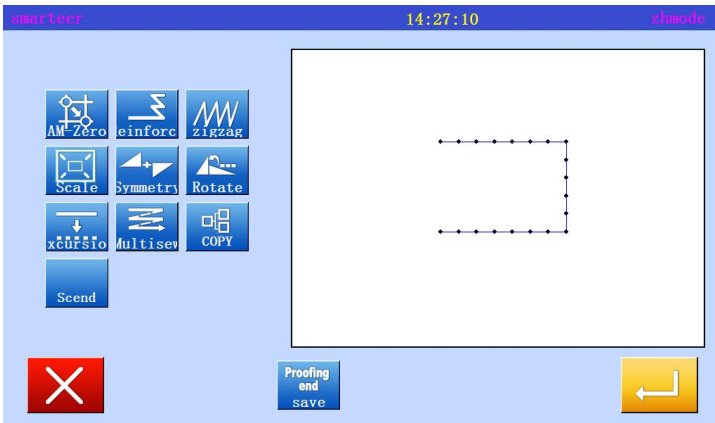 smarteer 14:27:10 zhmode
AM-Zero einforc zigzag
Scale Symmetry Rotate
xcursio Multisew COPY
Scend
Proofing
end
save